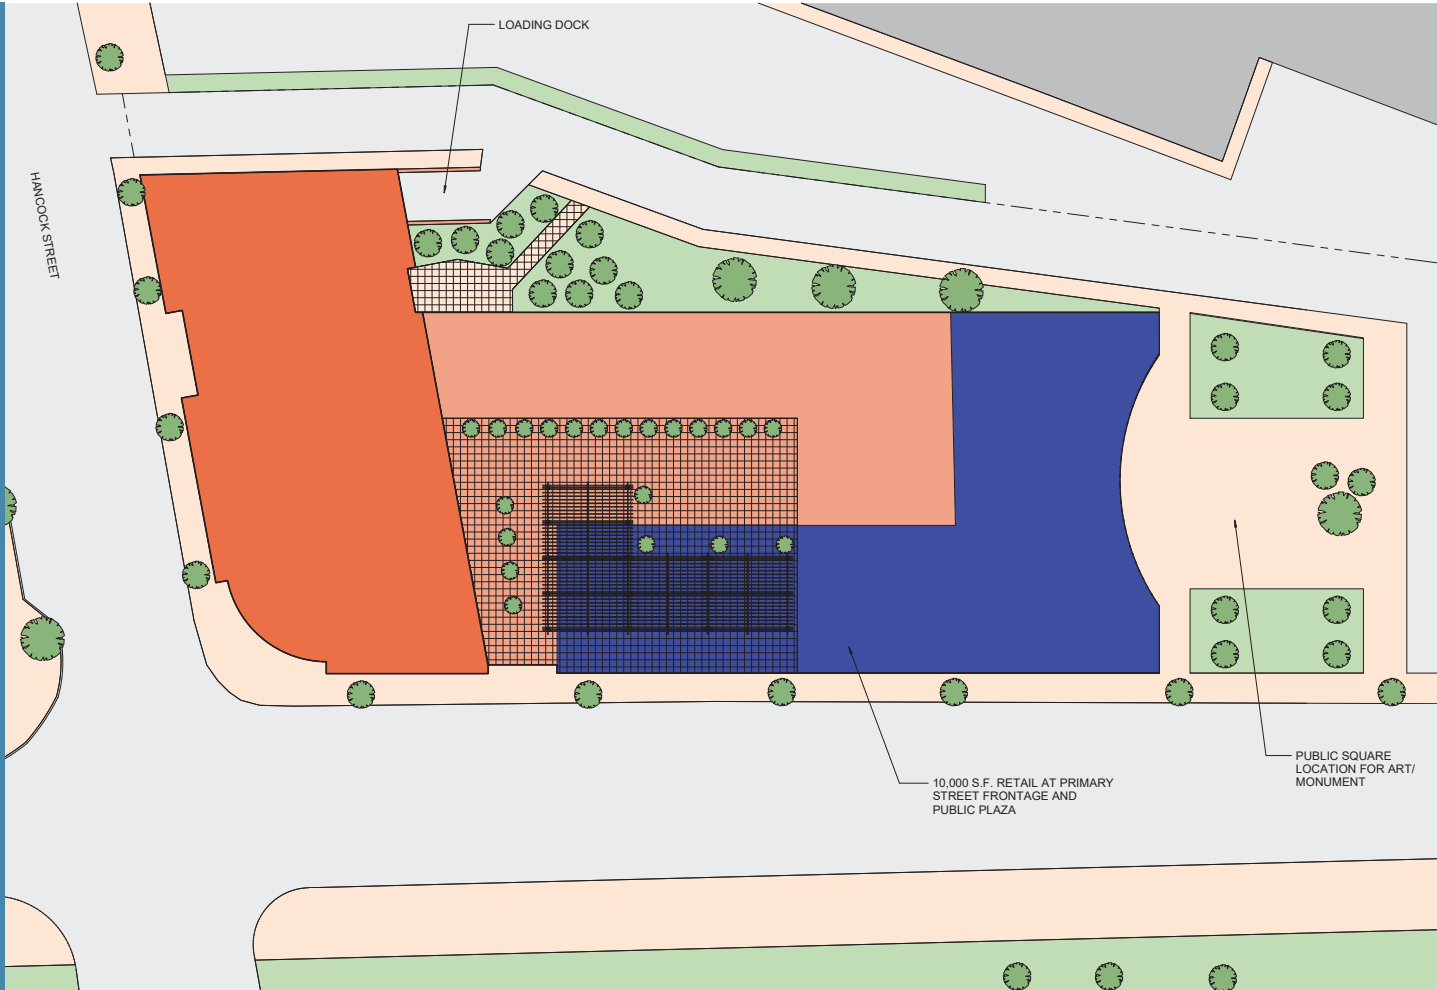 LOADING DOCK
HANCOCK STREET
PUBLIC SQUARE
LOCATION FOR ART/
MONUMENT
10,000 S.F. RETAIL AT PRIMARY
STREET FRONTAGE AND
PUBLIC PLAZA